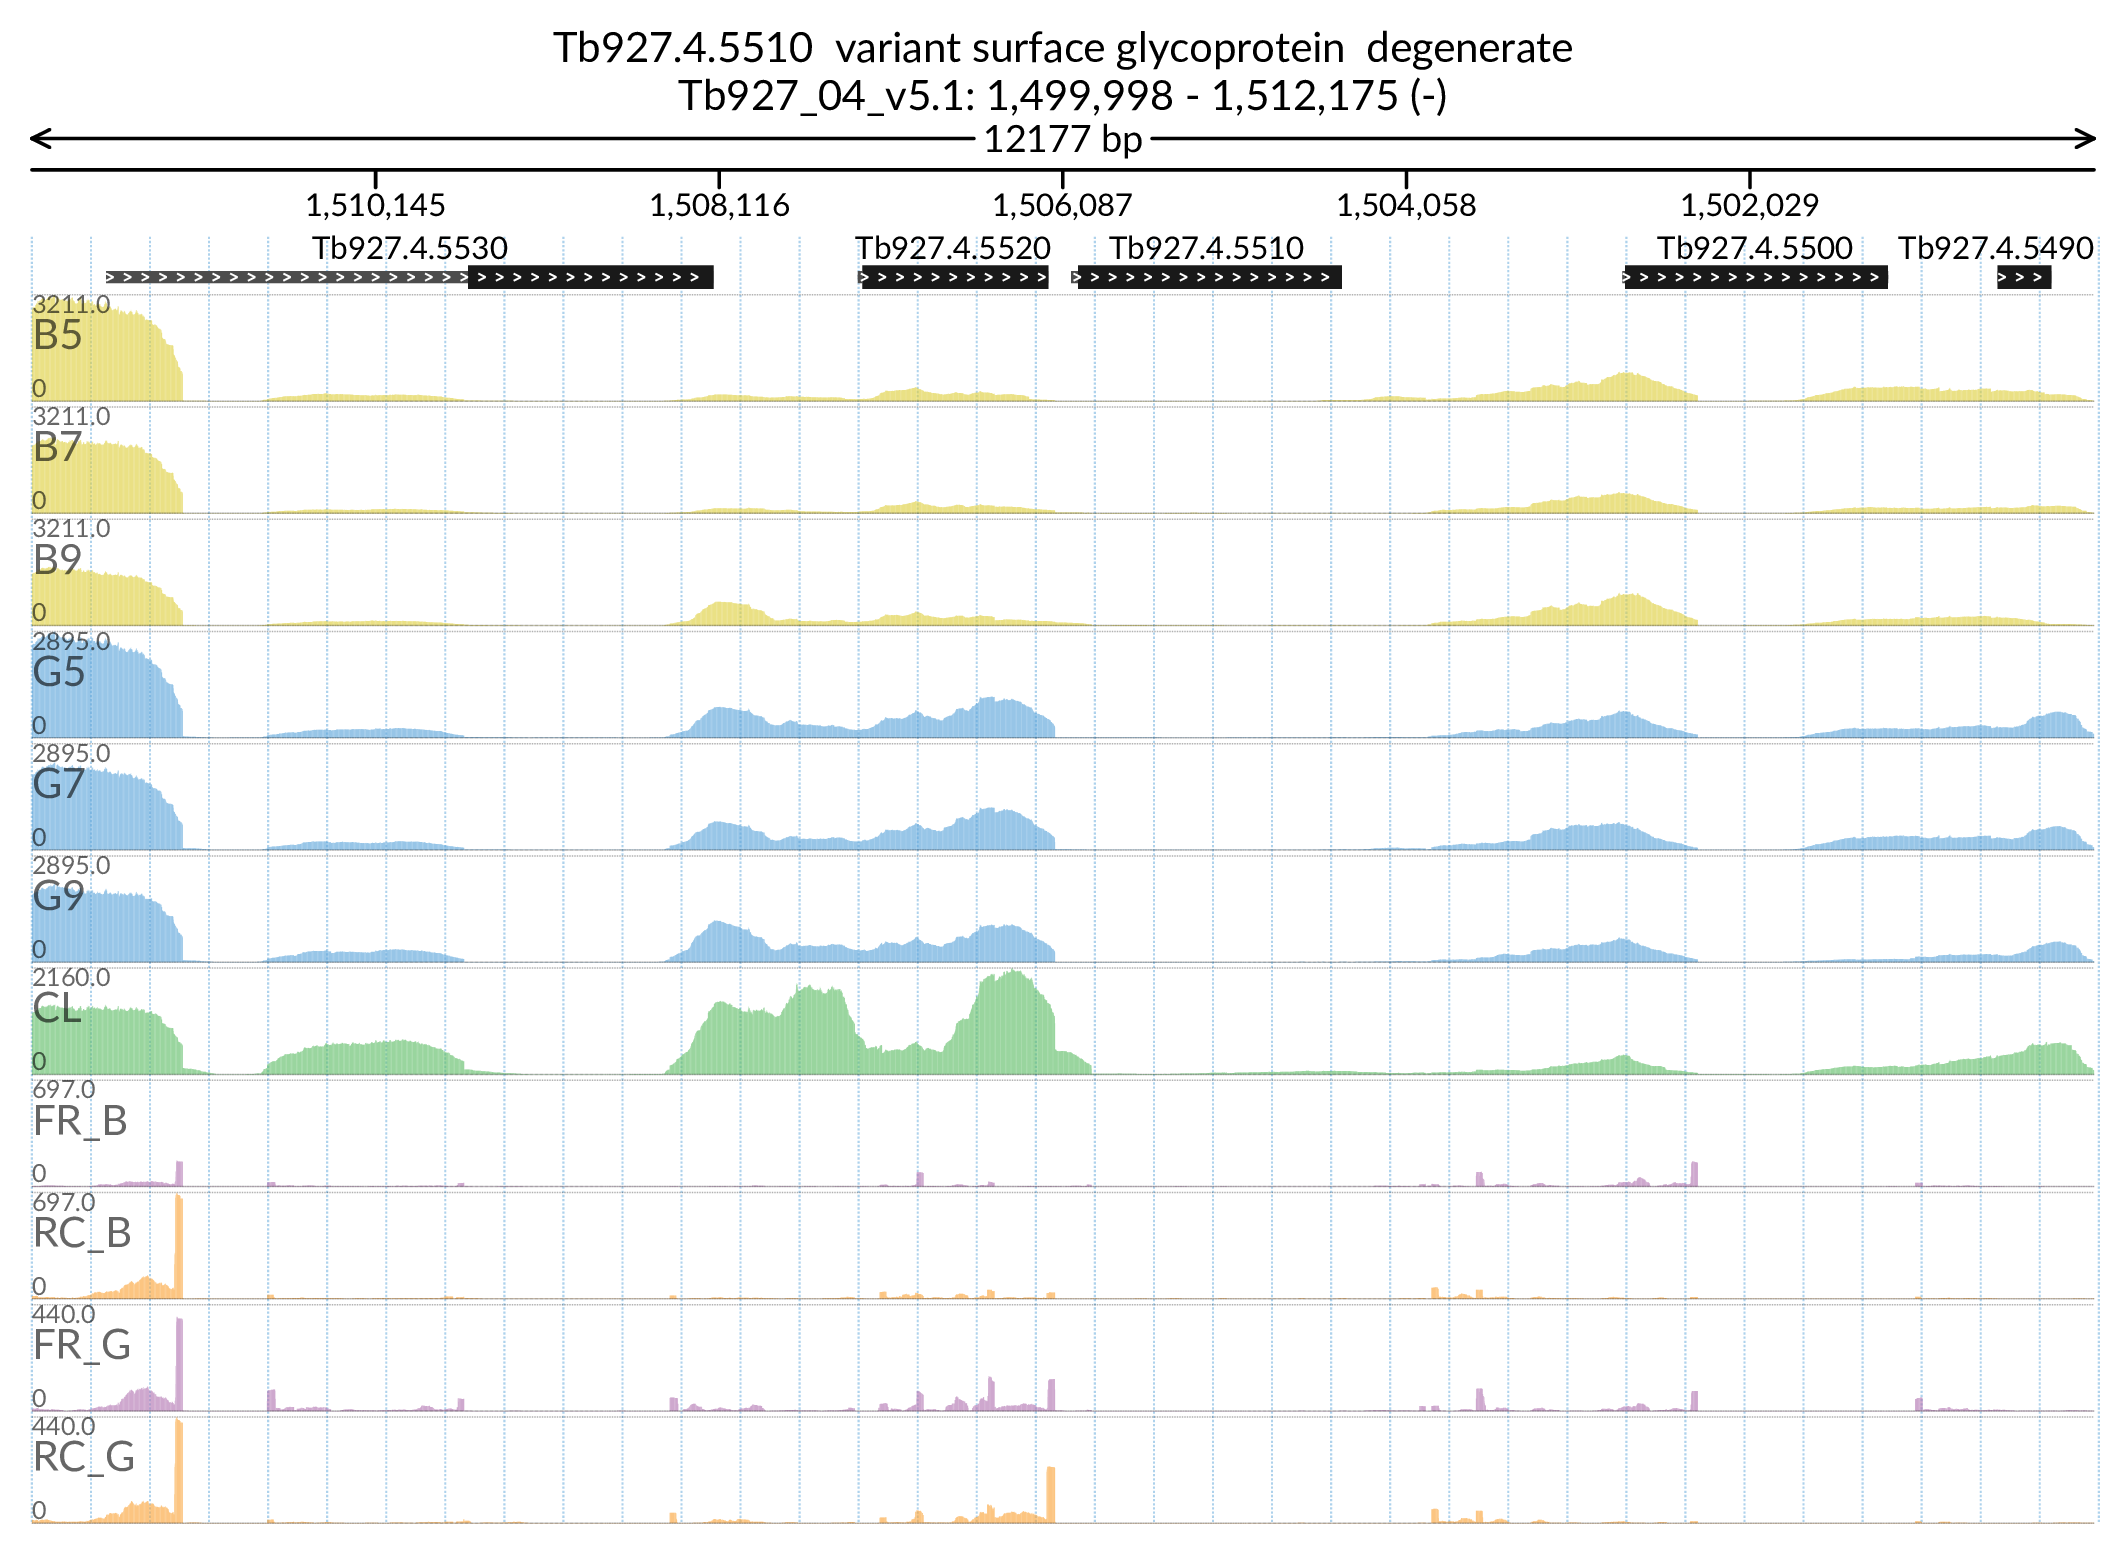 Tb927.4.5510  variant surface glycoprotein  degenerate
Tb927_04_v5.1: 1,499,998 - 1,512,175 (-)
12177 bp
1,510,145 1,508,116 1,506,087 1,504,058 1,502,029
Tb927.4.5530 Tb927.4.5520 Tb927.4.5510 Tb927.4.5500 Tb927.4.5490
3211.0
B5
0
3211.0
B7
0
3211.0
B9
0
2895.0
G5
0
2895.0
G7
0
2895.0
G9
0
2160.0
CL
0
697.0
FR_B
0
697.0
RC_B
0
440.0
FR_G
0
440.0
RC_G
0